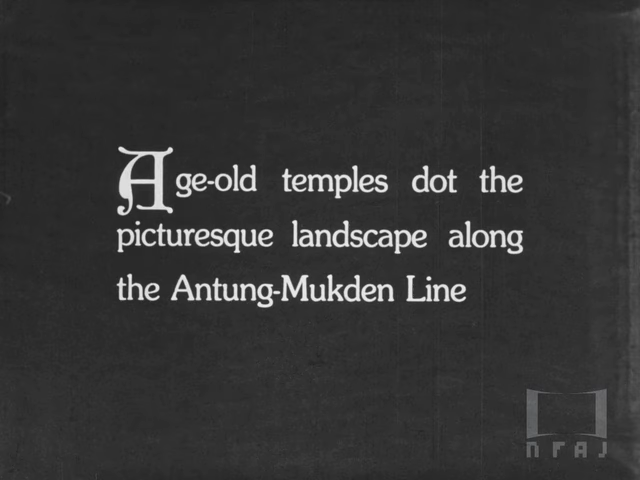 Age-old temples dot the
picturesque landscape along
the Antung-Mukden Line
NFAJ